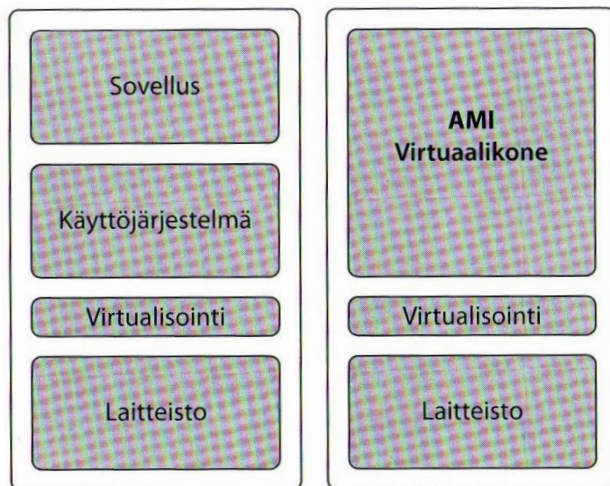 Sovellus
Käyttöjärjestelmä
Virtualisointi
Laitteisto
AMI
Virtuaalikone
Virtualisointi
Laitteisto